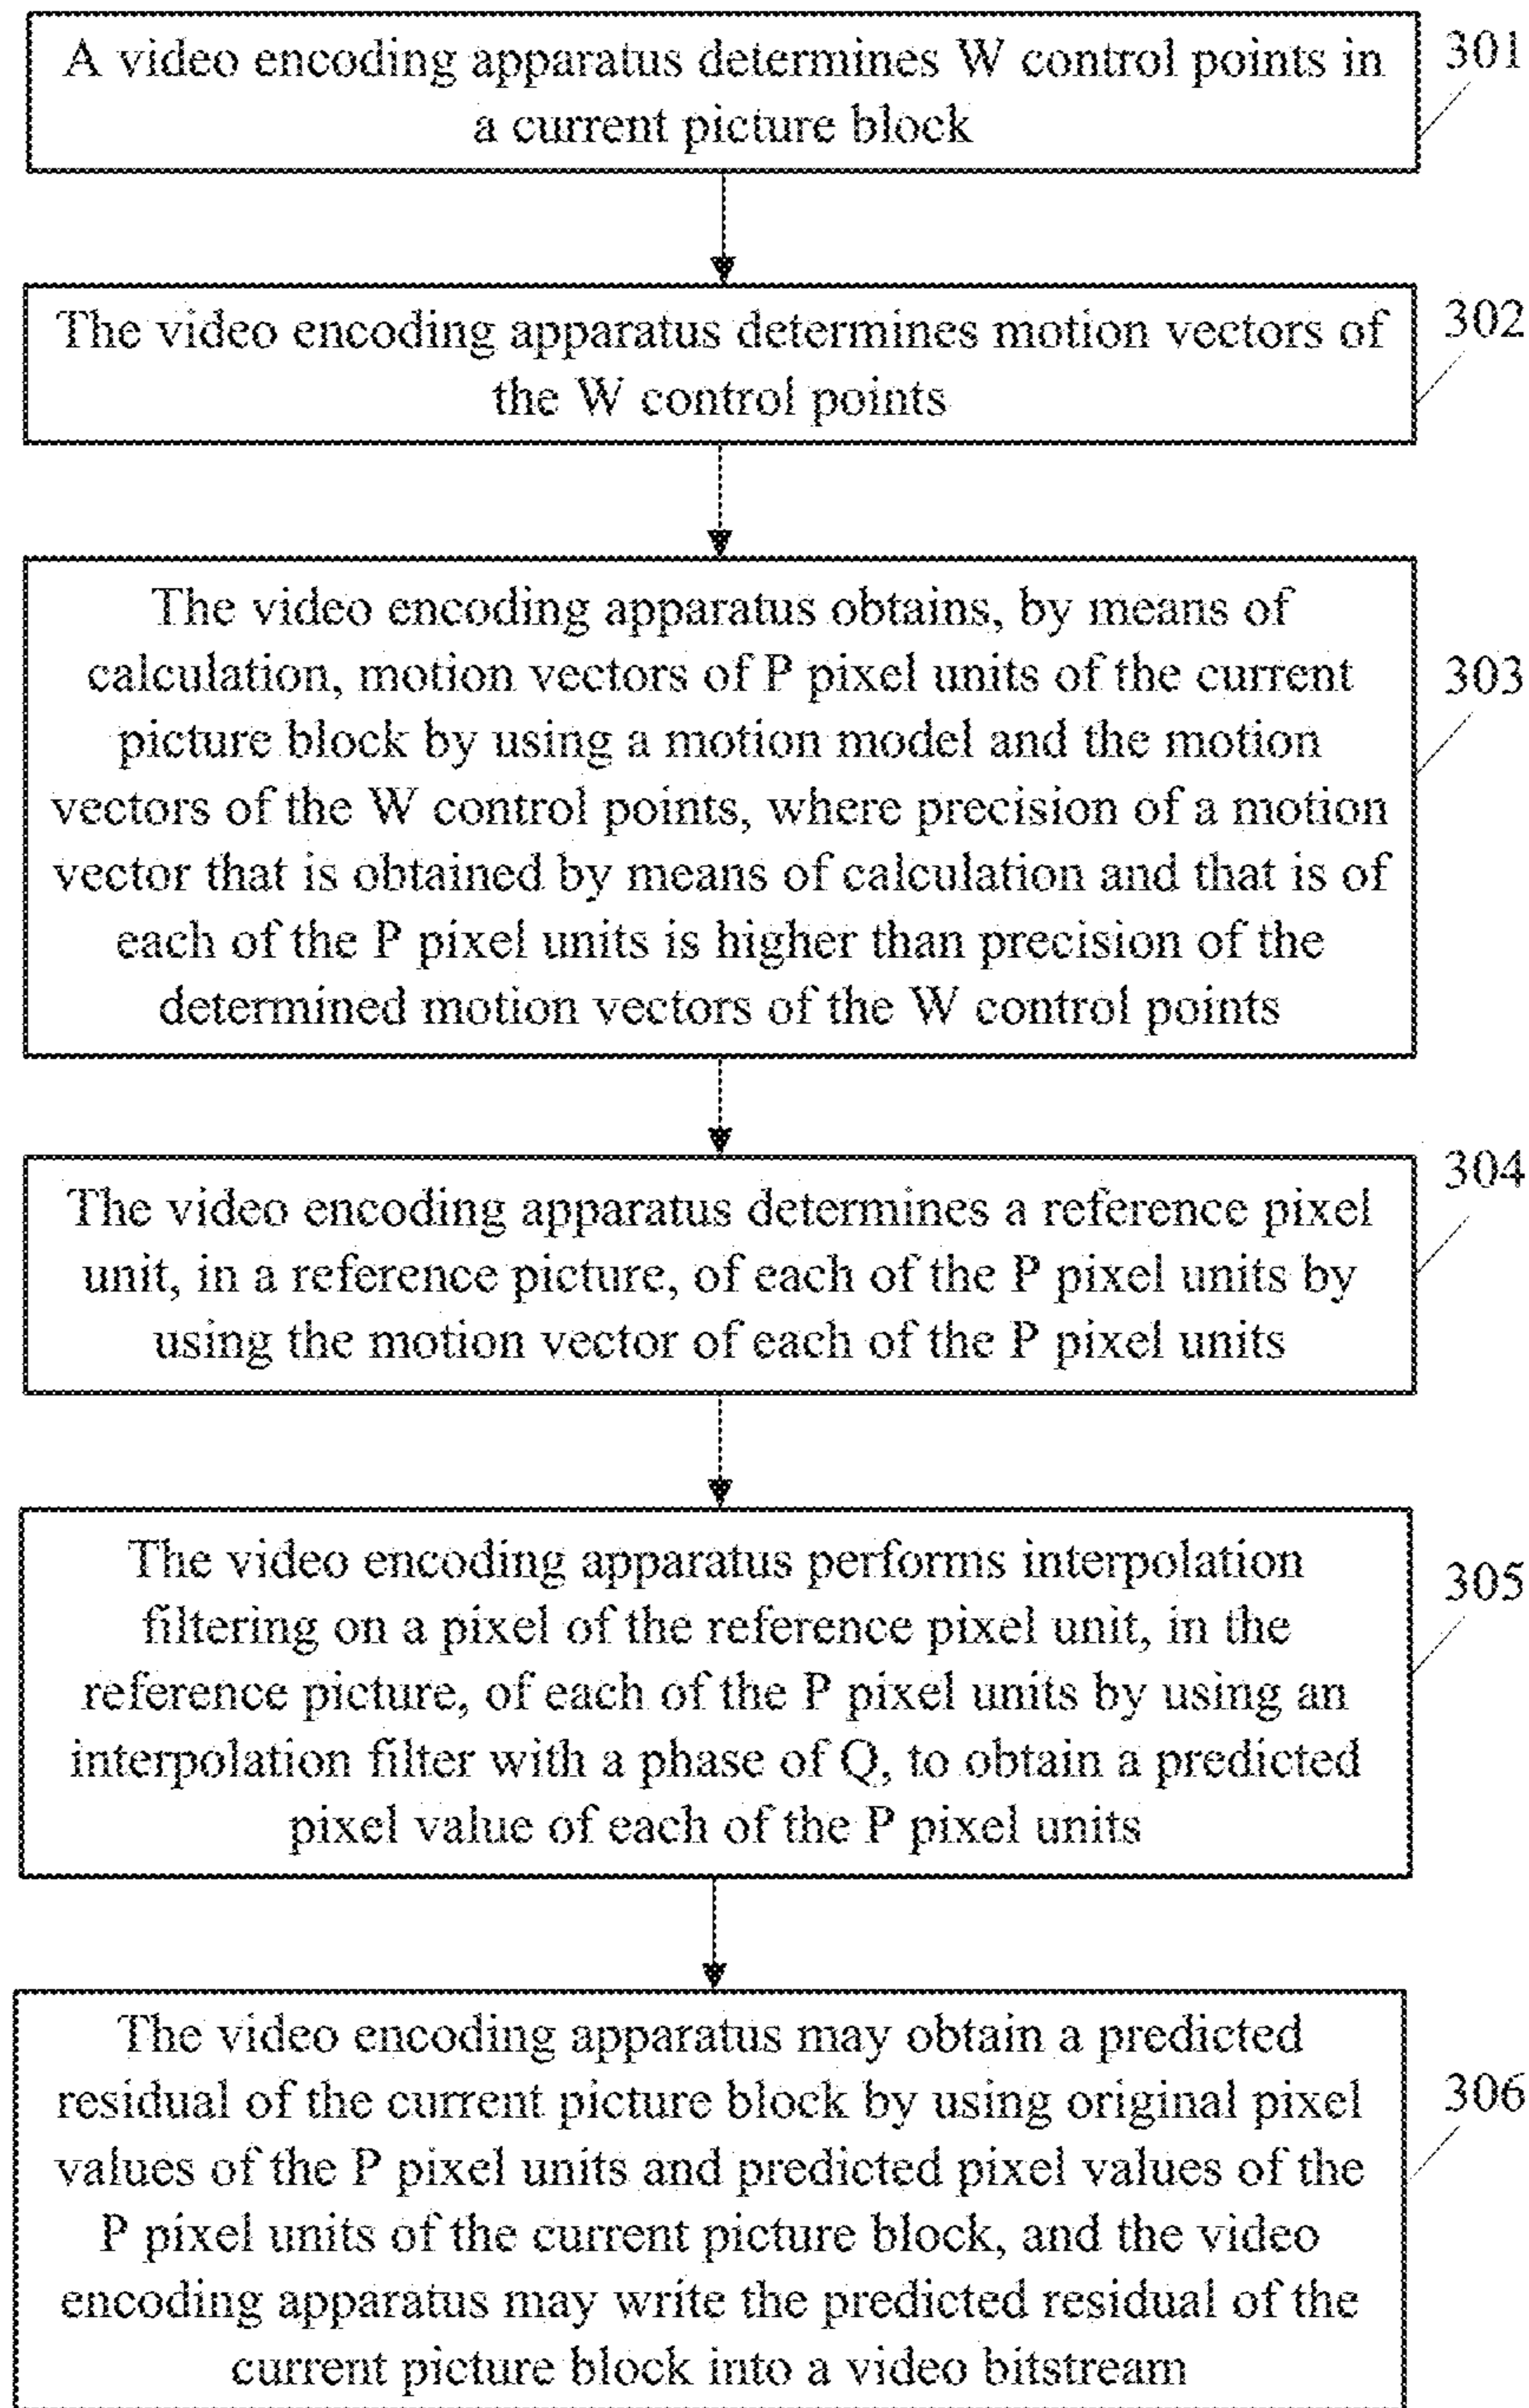 A video encoding apparatus determines W control points in
a current picture block
301
The video encoding apparatus determines motion vectors of
the W control points
302
The video encoding apparatus obtains, by means of
calculation, motion vectors of P pixel units of the current
picture block by using a motion model and the motion
vectors of the W control points, where precision of a motion
vector that is obtained by means of calculation and that is of
each of the P pixel units is higher than precision of the
determined motion vectors of the W control points
303
The video encoding apparatus determines a reference pixel
unit, in a reference picture, of each of the P pixel units by
using the motion vector of each of the P pixel units
304
The video encoding apparatus performs interpolation
filtering on a pixel of the reference pixel unit, in the
reference picture, of each of the P pixel units by using an
interpolation filter with a phase of Q, to obtain a predicted
pixel value of each of the P pixel units
305
The video encoding apparatus may obtain a predicted
residual of the current picture block by using original pixel
values of the P pixel units and predicted pixel values of the
P pixel units of the current picture block, and the video
encoding apparatus may write the predicted residual of the
current picture block into a video bitstream
306